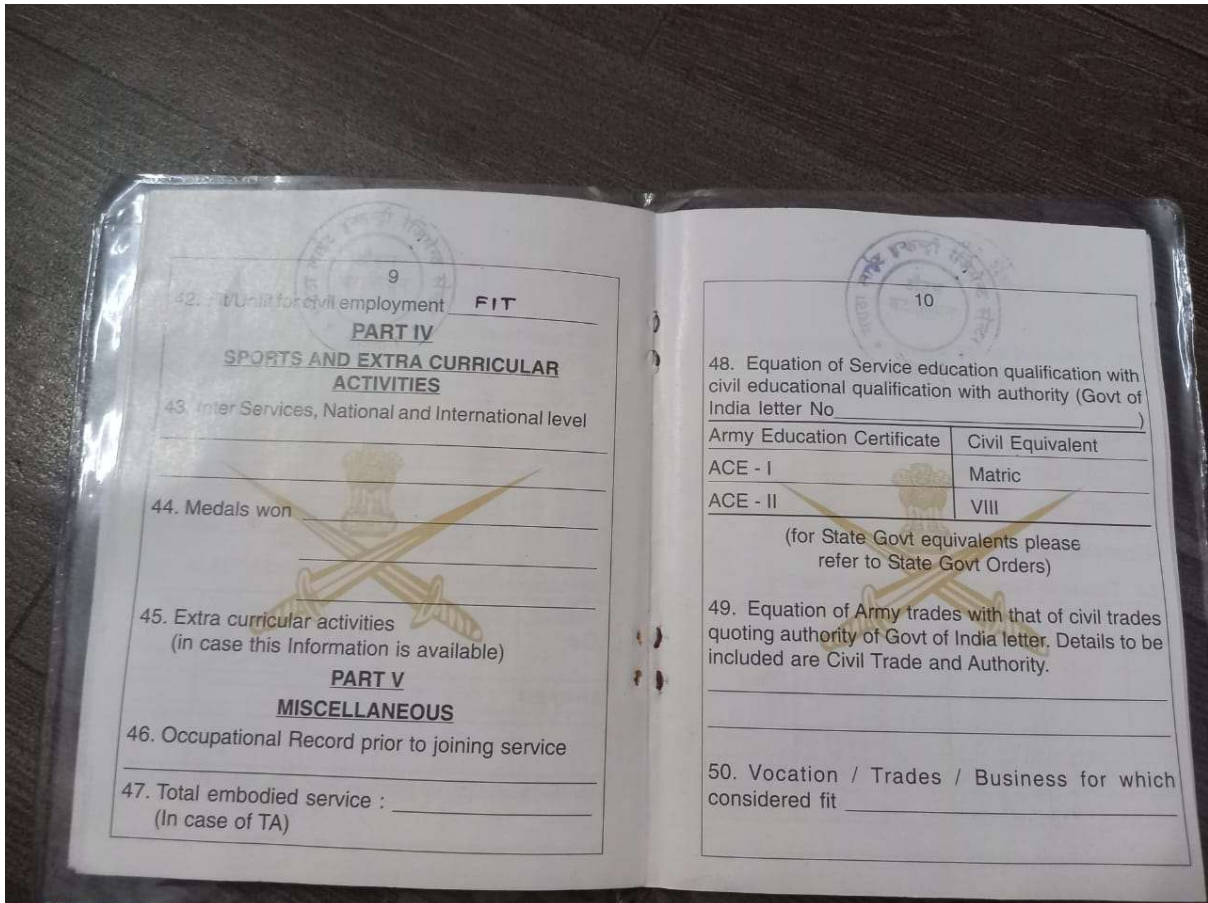 9
42. Fit/Unfit for civil employment FIT
PART IV
SPORTS AND EXTRA CURRICULAR
ACTIVITIES
43. Inter Services, National and International level
44. Medals won
45. Extra curricular activities
(in case this Information is available)
PART V
MISCELLANEOUS
46. Occupational Record prior to joining service
47. Total embodied service :
(In case of TA)
10
48. Equation of Service education qualification with
civil educational qualification with authority (Govt of
India letter No )
Army Education Certificate Civil Equivalent
ACE - I Matric
ACE - II VIII
(for State Govt equivalents please
refer to State Govt Orders)
49. Equation of Army trades with that of civil trades
quoting authority of Govt of India letter. Details to be
included are Civil Trade and Authority.
50. Vocation / Trades / Business for which
considered fit